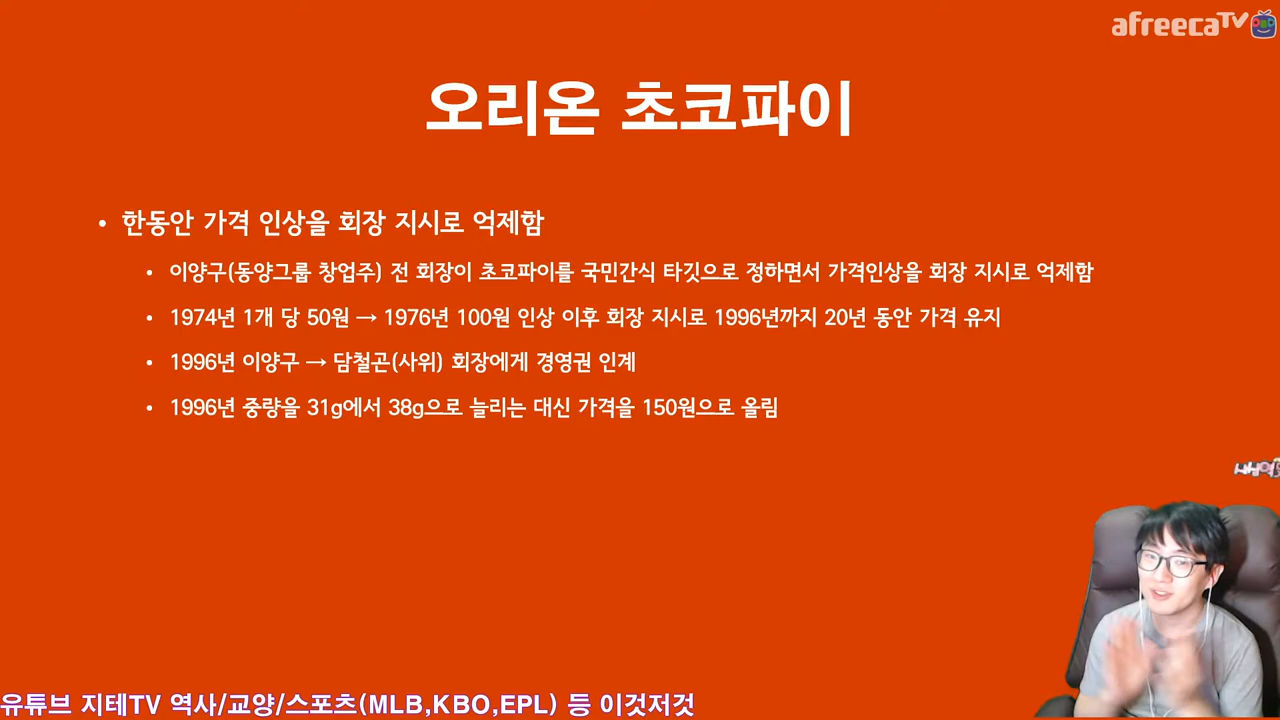 afreecaTV
오리온 초코파이
• 한동안 가격 인상을 회장 지시로 억제함
• 이양구(동양그룹 창업주) 전 회장이 초코파이를 국민간식 타깃으로 정하면서 가격인상을 회장 지시로 억제함
• 1974년 1개 당 50원 → 1976년 100원 인상 이후 회장 지시로 1996년까지 20년 동안 가격 유지
• 1996년 이양구 → 담철곤(사위) 회장에게 경영권 인계
• 1996년 중량을 31g에서 38g으로 늘리는 대신 가격을 150원으로 올림
유튜브 지테TV 역사/교양/스포츠(MLB,KBO,EPL) 등 이것저것